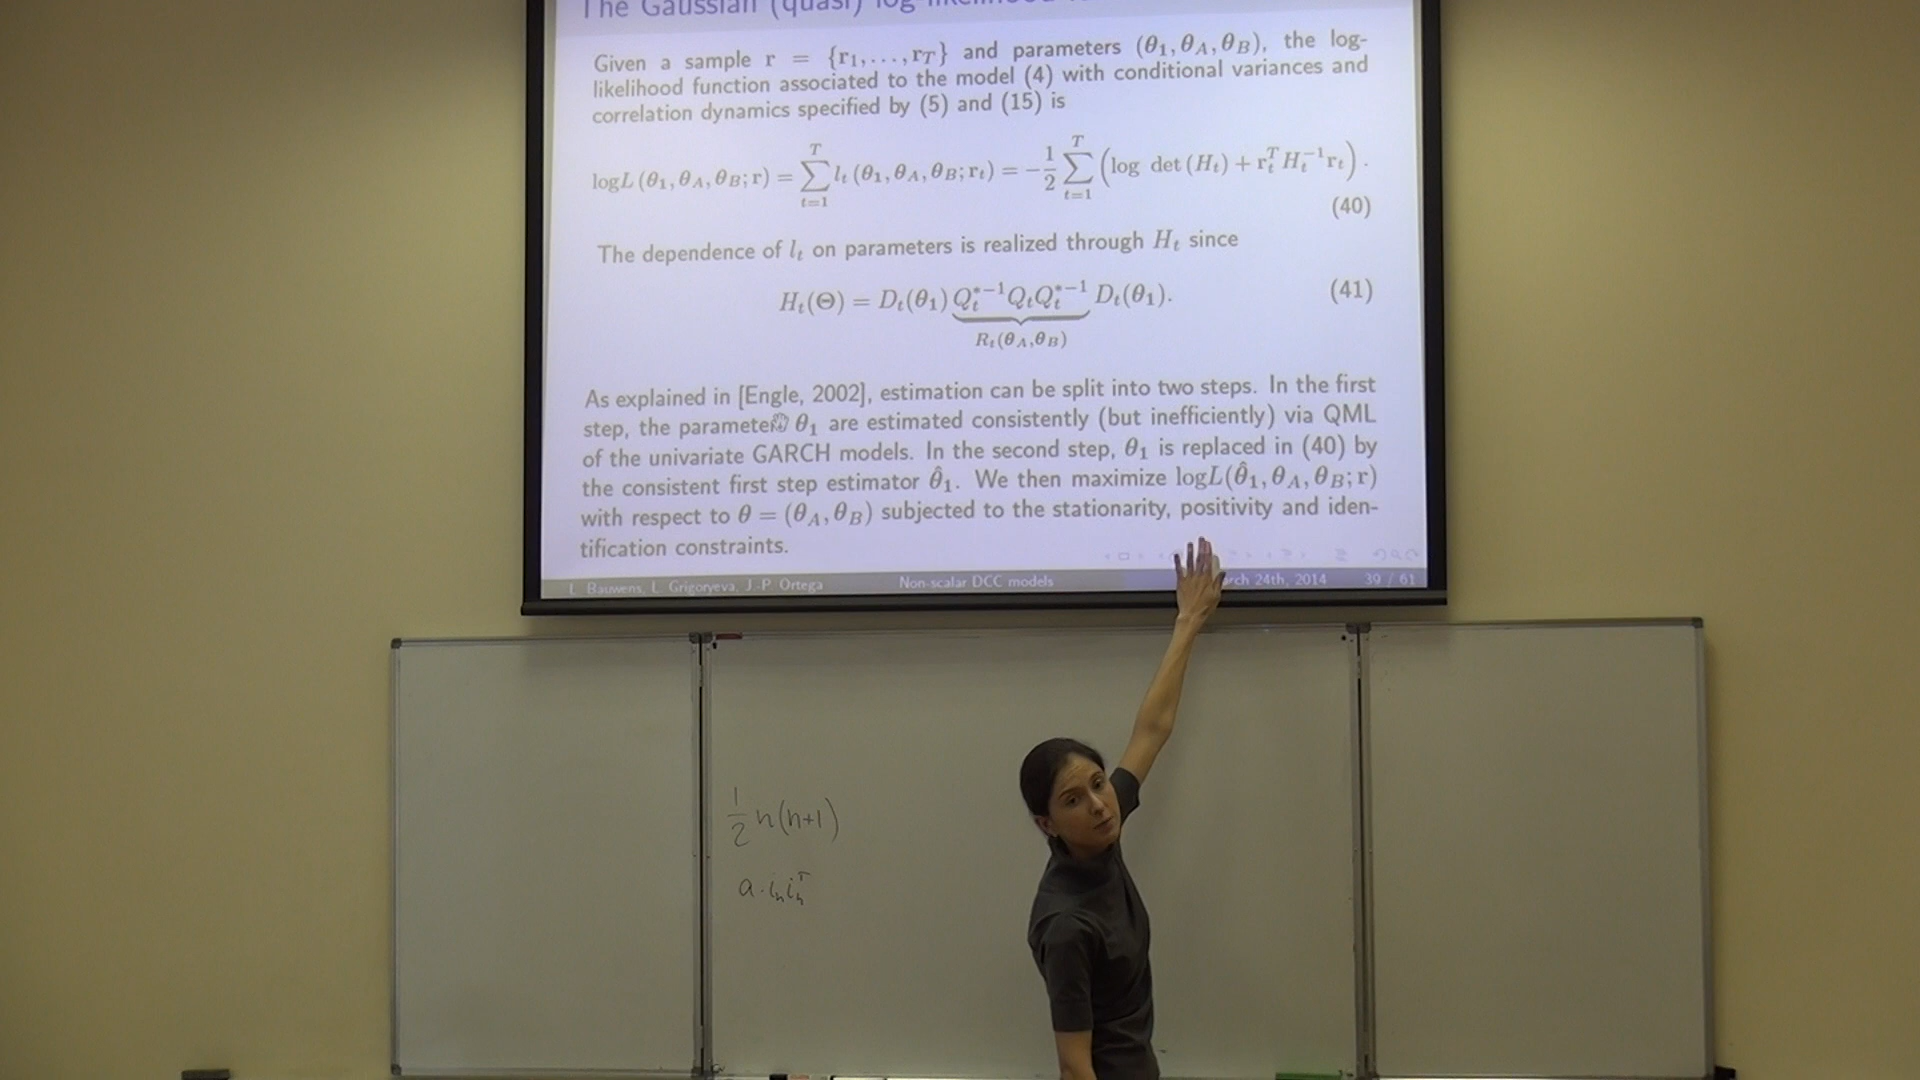 The Gaussian (quasi) log-likelihood
Given a sample r = {r₁, . . . , r_T} and parameters (θ₁, θ_A, θ_B), the log-
likelihood function associated to the model (4) with conditional variances and
correlation dynamics specified by (5) and (15) is
logL (θ₁, θ_A, θ_B; r) = ∑_{t=1}^{T} l_t (θ₁, θ_A, θ_B; r_t) = −1/2 ∑_{t=1}^{T} (log det (H_t) + r_t^T H_t^{−1} r_t) .
(40)
The dependence of l_t on parameters is realized through H_t since
H_t(Θ) = D_t(θ₁) Q_t^{*−1} Q_t Q_t^{*−1} D_t(θ₁). (41)
R_t(θ_A,θ_B)
As explained in [Engle, 2002], estimation can be split into two steps. In the first
step, the parameters θ₁ are estimated consistently (but inefficiently) via QML
of the univariate GARCH models. In the second step, θ₁ is replaced in (40) by
the consistent first step estimator θ̂₁. We then maximize logL(θ̂₁, θ_A, θ_B; r)
with respect to θ = (θ_A, θ_B) subjected to the stationarity, positivity and iden-
tification constraints.
L. Bauwens, L. Grigoryeva, J.-P. Ortega Non-scalar DCC models rch 24th, 2014 39 / 61
1/2 n(n+1)
a · i_n i_n^T